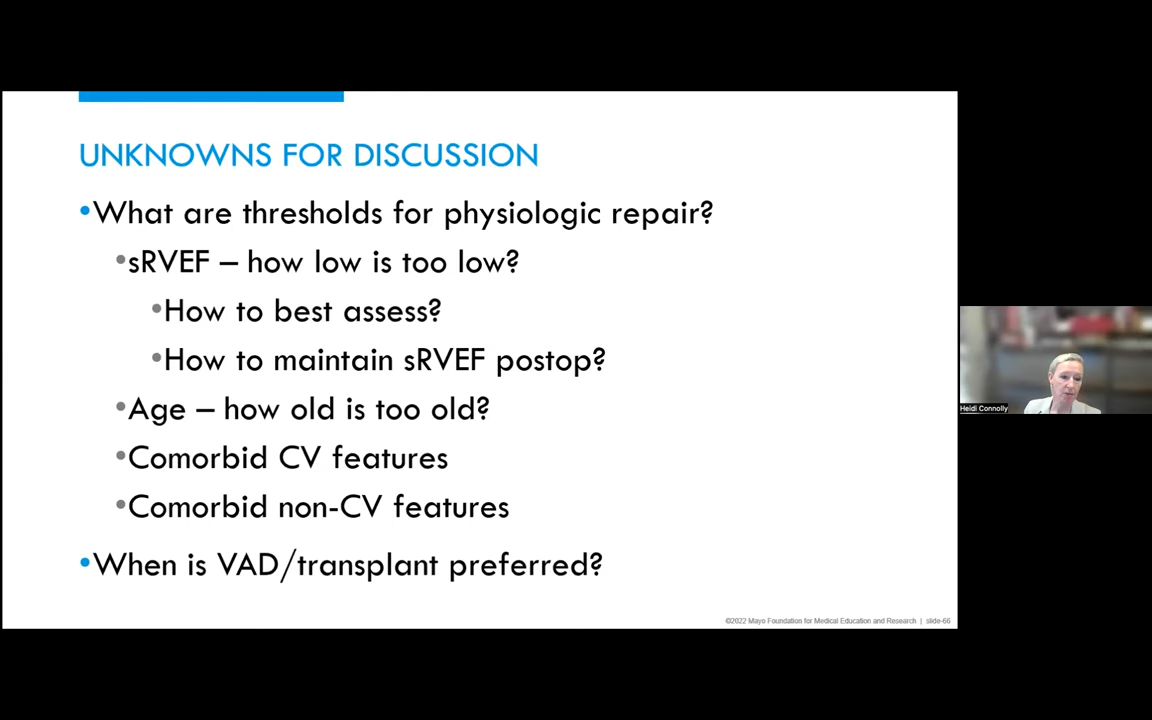 UNKNOWNS FOR DISCUSSION
•What are thresholds for physiologic repair?
•sRVEF – how low is too low?
•How to best assess?
•How to maintain sRVEF postop?
•Age – how old is too old?
•Comorbid CV features
•Comorbid non-CV features
•When is VAD/transplant preferred?
©2022 Mayo Foundation for Medical Education and Research | slide-66
Heidi Connolly